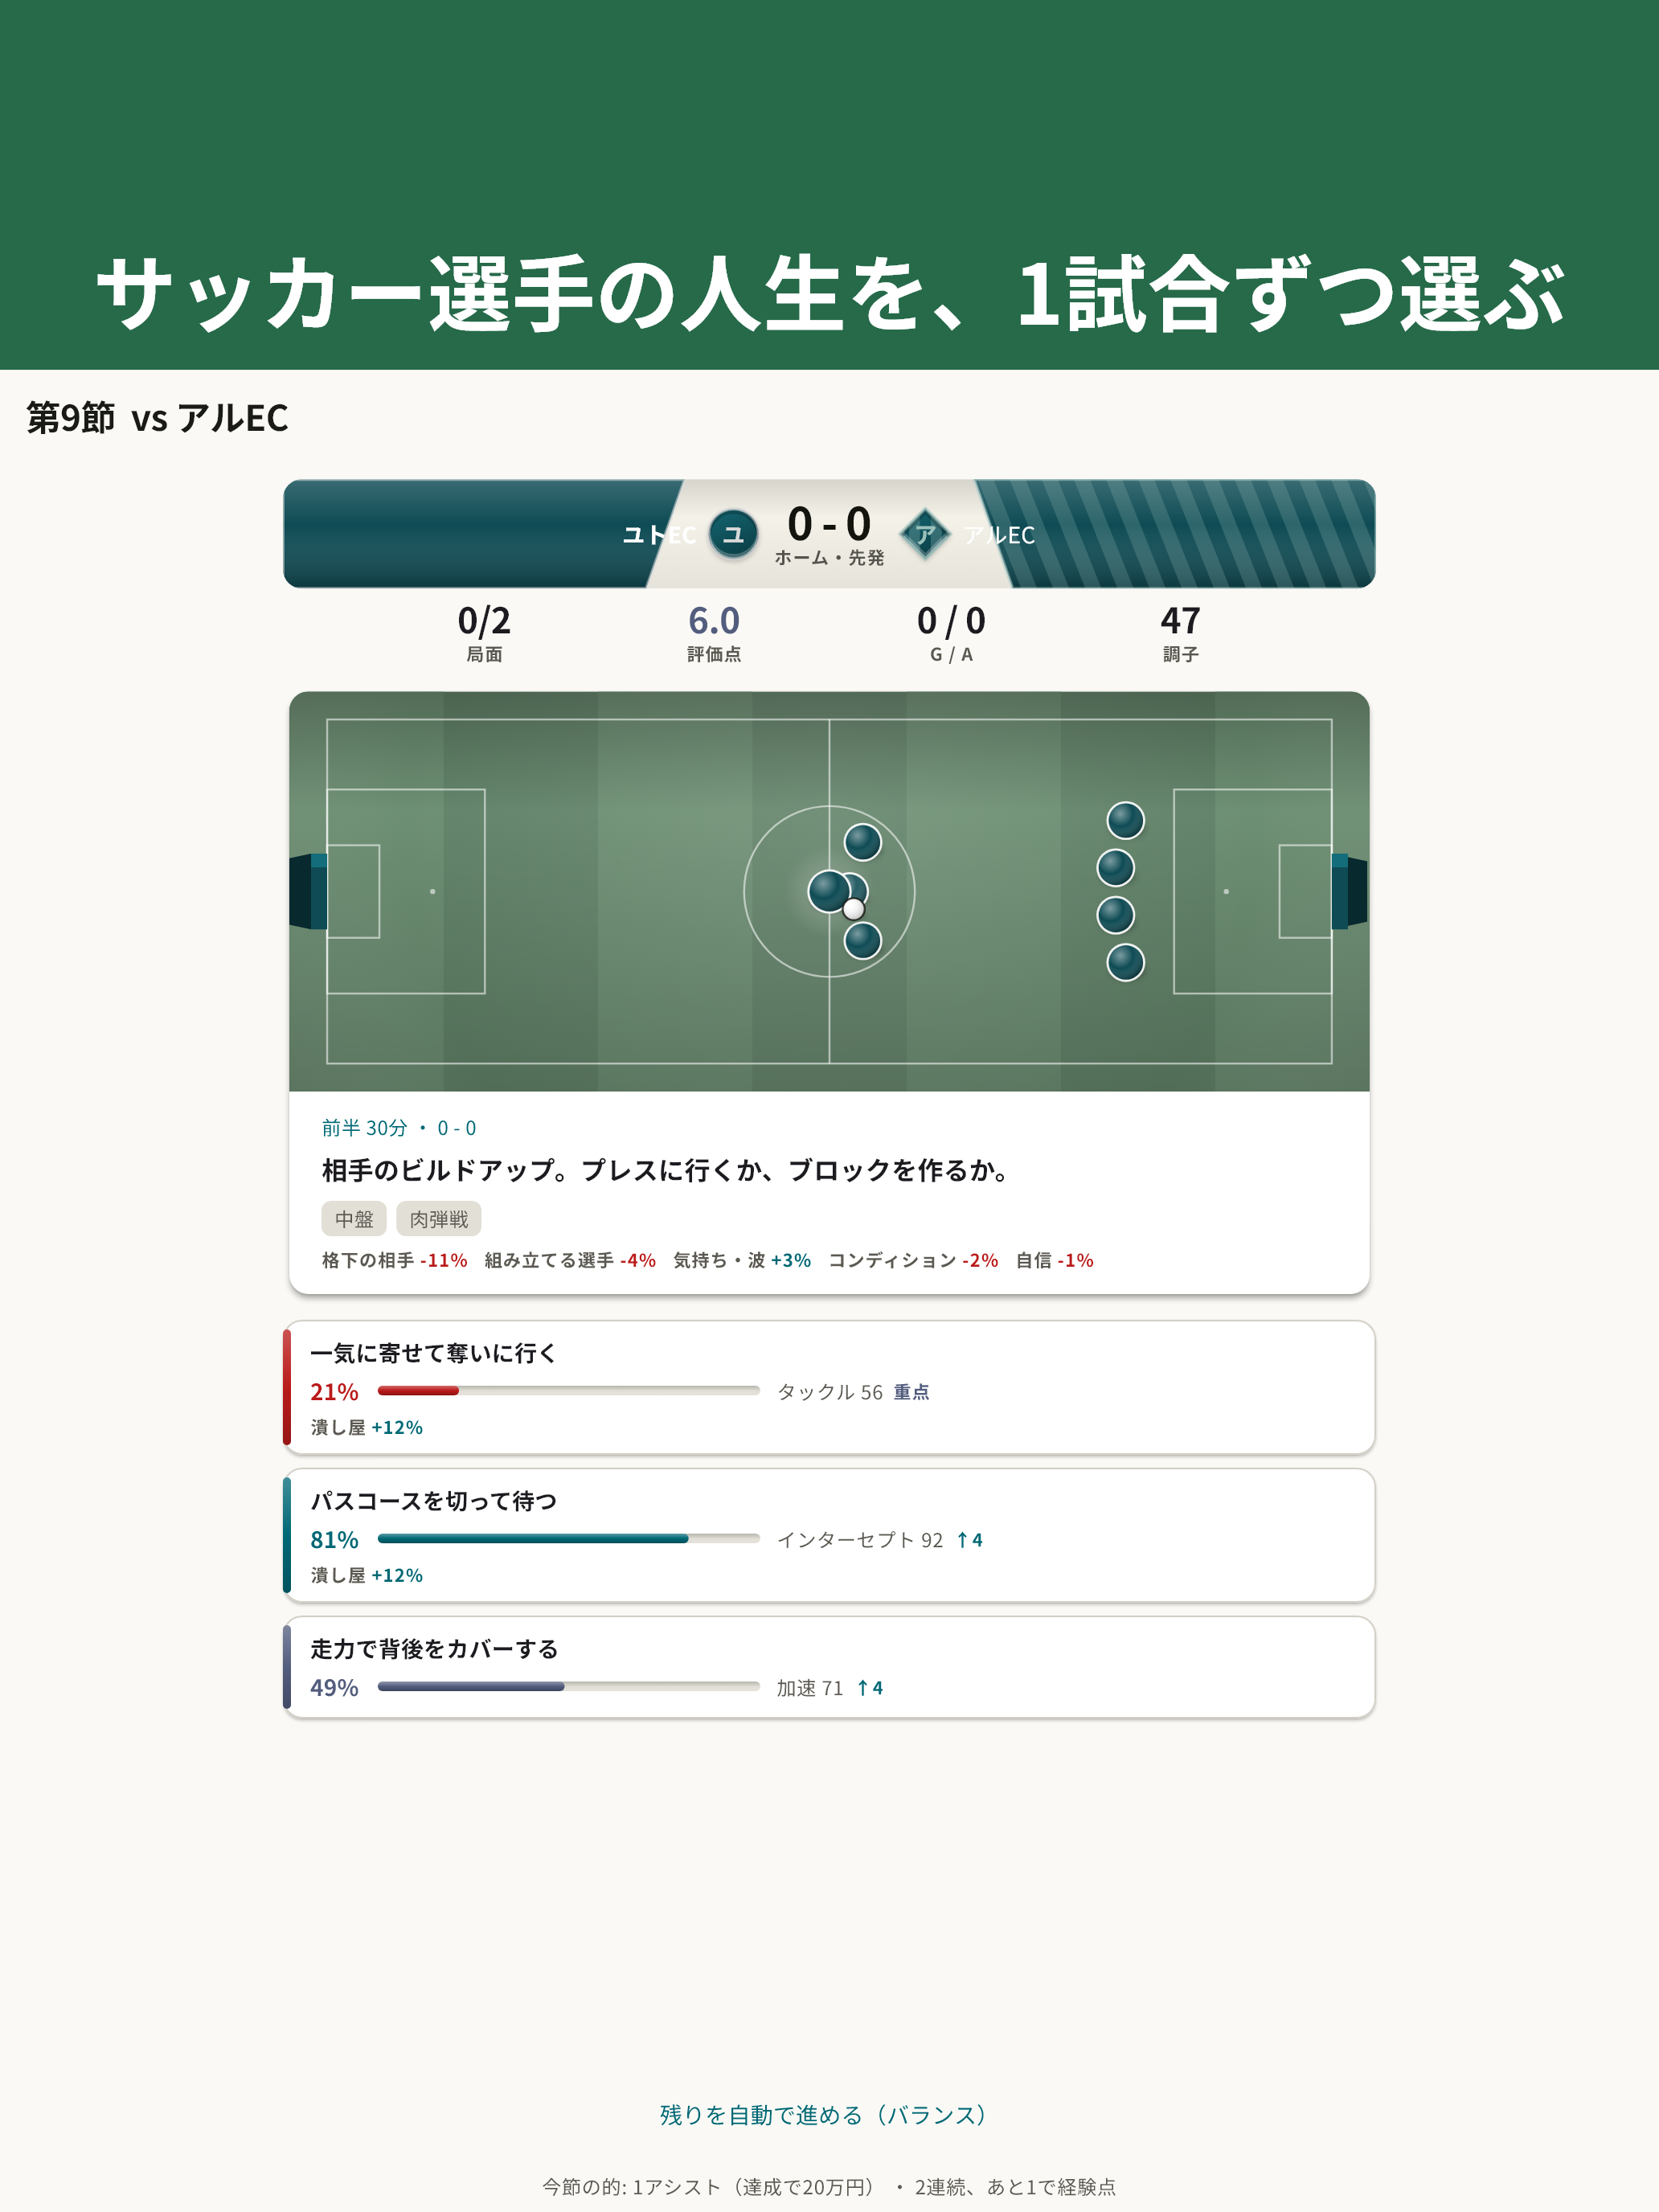 サッカー選手の人生を、1試合ずつ選ぶ
第9節 vs アルEC
ユトEC ユ 0 - 0 ア アルEC
ホーム・先発
0/2 6.0 0 / 0 47
局面 評価点 G / A 調子
前半 30分 ・ 0 - 0
相手のビルドアップ。プレスに行くか、ブロックを作るか。
中盤 肉弾戦
格下の相手 -11% 組み立てる選手 -4% 気持ち・波 +3% コンディション -2% 自信 -1%
一気に寄せて奪いに行く
21% タックル 56 重点
潰し屋 +12%
パスコースを切って待つ
81% インターセプト 92 ↑4
潰し屋 +12%
走力で背後をカバーする
49% 加速 71 ↑4
残りを自動で進める（バランス）
今節の的: 1アシスト（達成で20万円） ・ 2連続、あと1で経験点